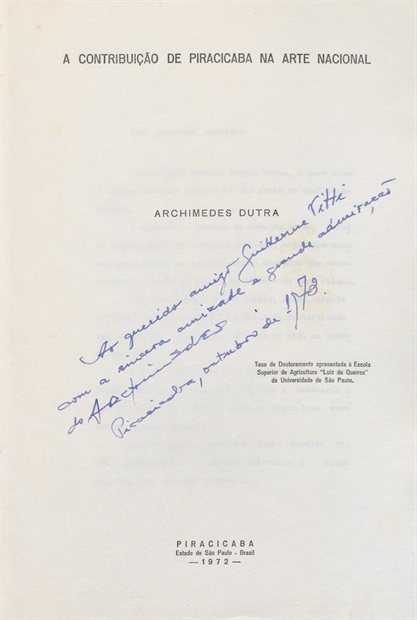 A CONTRIBUIÇÃO DE PIRACICABA NA ARTE NACIONAL
ARCHIMEDES DUTRA
Ao querido amigo Guilherme Vitti
com a sincera amizade e grande admiração,
do Archimedes
Piracicaba, outubro de 1973.
Tese de Doutoramento apresentada à Escola
Superior de Agricultura "Luiz de Queiroz"
da Universidade de São Paulo.
PIRACICABA
Estado de São Paulo - Brasil
— 1972 —